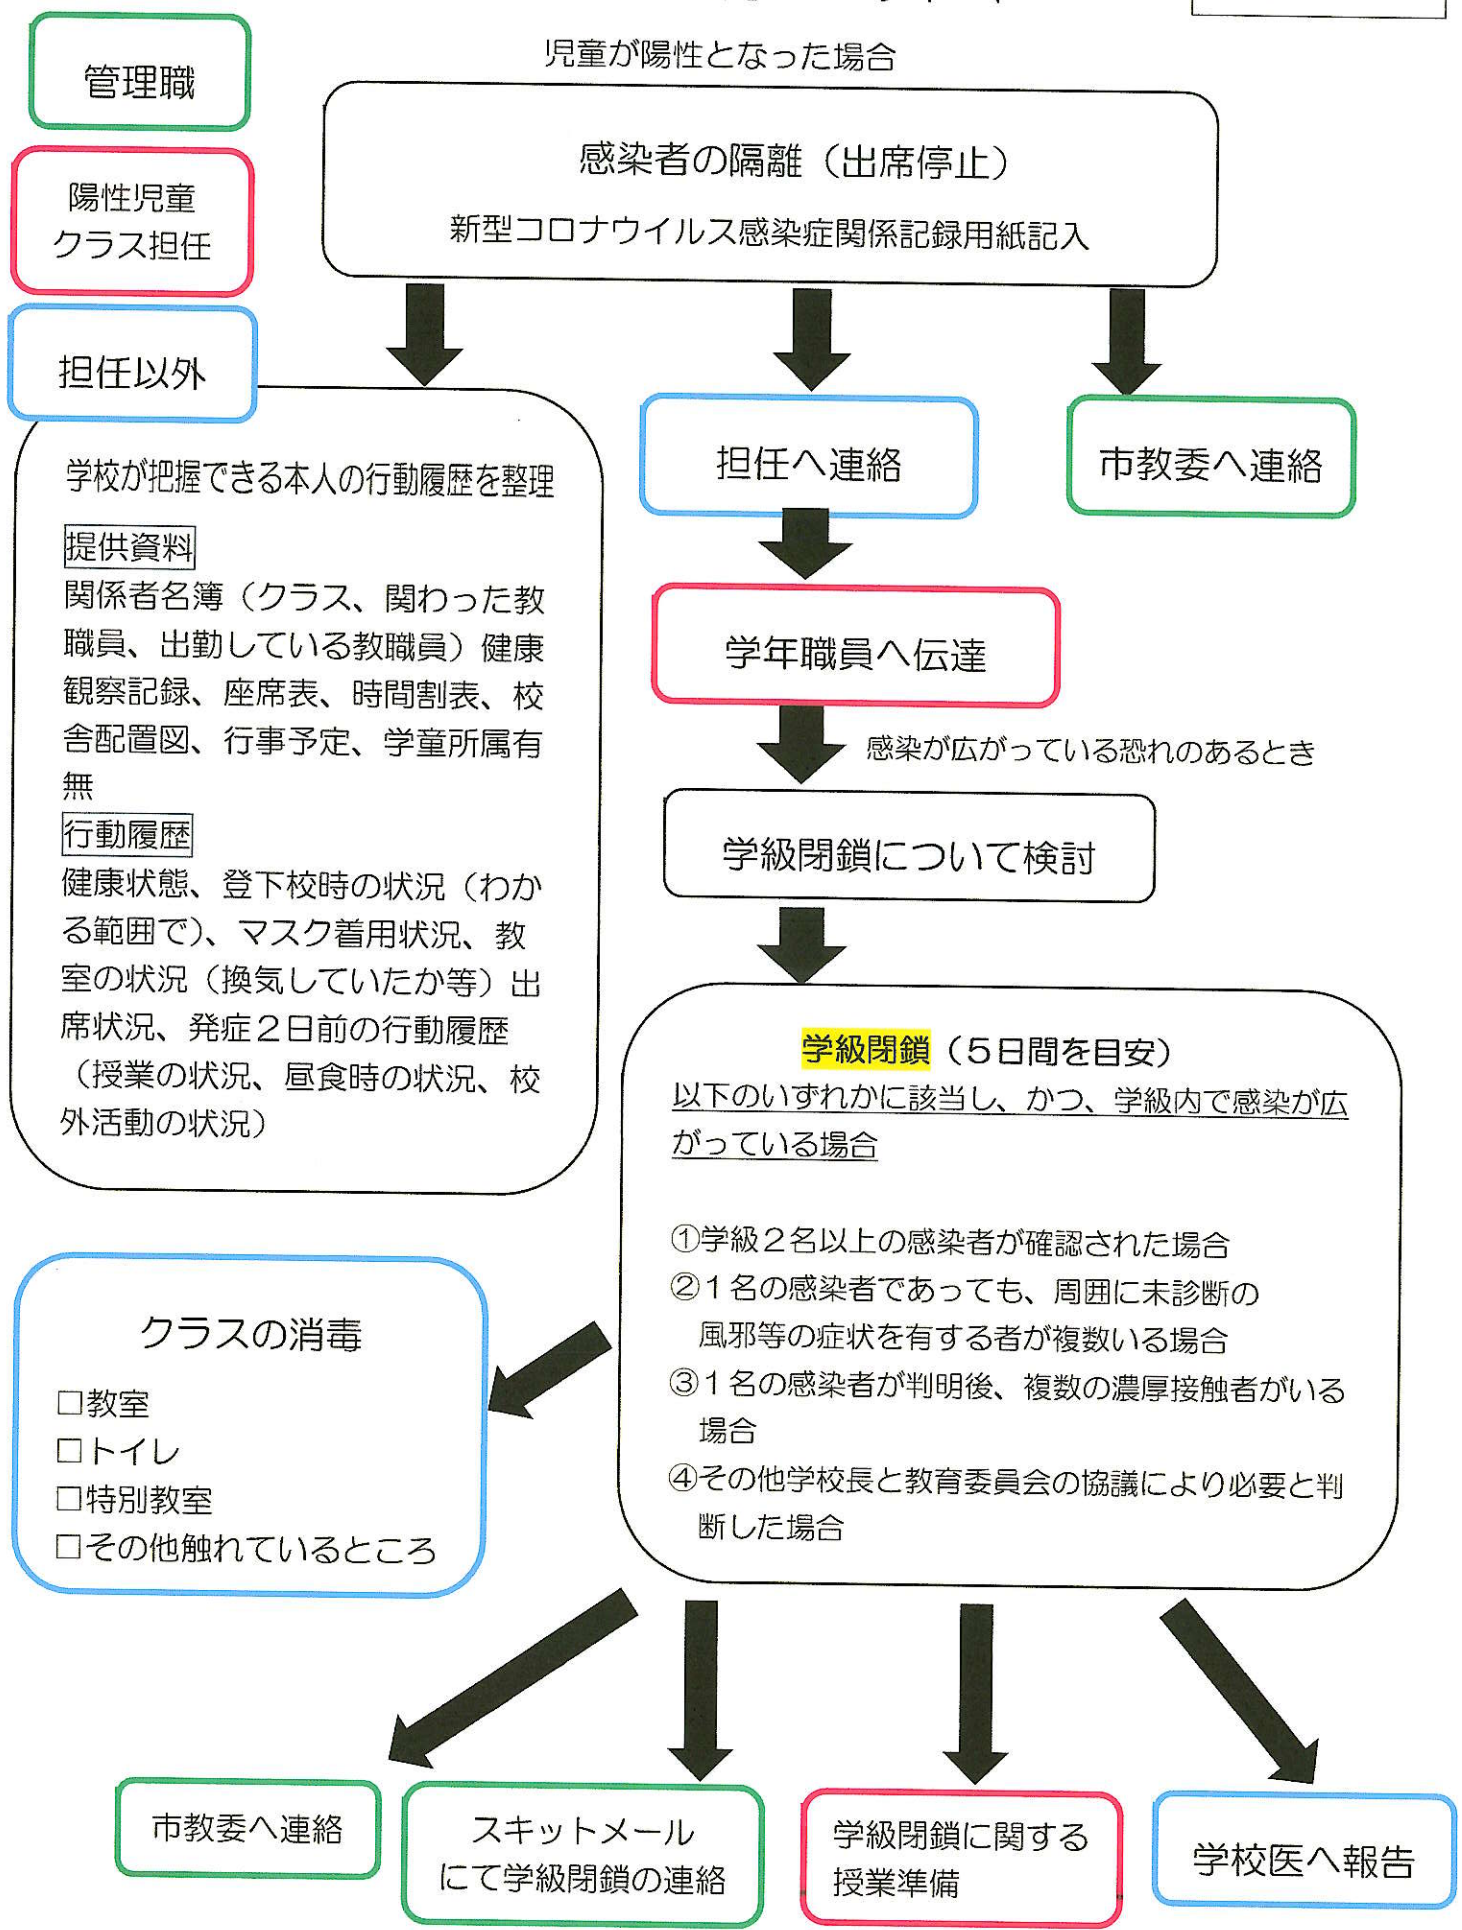 児童が陽性となった場合
管理職
陽性児童
クラス担任
担任以外
感染者の隔離（出席停止）
新型コロナウイルス感染症関係記録用紙記入
学校が把握できる本人の行動履歴を整理
提供資料
関係者名簿（クラス、関わった教
職員、出勤している教職員）健康
観察記録、座席表、時間割表、校
舎配置図、行事予定、学童所属有
無
行動履歴
健康状態、登下校時の状況（わか
る範囲で）、マスク着用状況、教
室の状況（換気していたか等）出
席状況、発症２日前の行動履歴
（授業の状況、昼食時の状況、校
外活動の状況）
担任へ連絡
市教委へ連絡
学年職員へ伝達
感染が広がっている恐れのあるとき
学級閉鎖について検討
学級閉鎖（５日間を目安）
以下のいずれかに該当し、かつ、学級内で感染が広
がっている場合
①学級２名以上の感染者が確認された場合
②１名の感染者であっても、周囲に未診断の
風邪等の症状を有する者が複数いる場合
③１名の感染者が判明後、複数の濃厚接触者がいる
場合
④その他学校長と教育委員会の協議により必要と判
断した場合
クラスの消毒
□教室
□トイレ
□特別教室
□その他触れているところ
市教委へ連絡
スキットメール
にて学級閉鎖の連絡
学級閉鎖に関する
授業準備
学校医へ報告